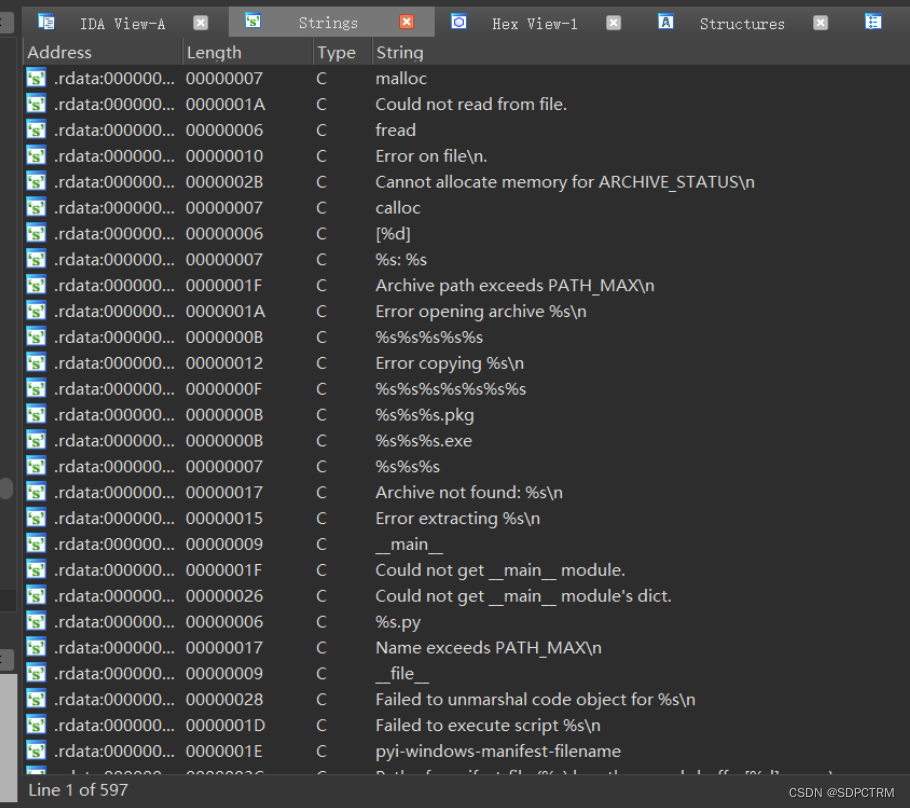 IDA View-A Strings Hex View-1 Structures
Address Length Type String
.rdata:000000... 00000007 C malloc
.rdata:000000... 0000001A C Could not read from file.
.rdata:000000... 00000006 C fread
.rdata:000000... 00000010 C Error on file\n.
.rdata:000000... 0000002B C Cannot allocate memory for ARCHIVE_STATUS\n
.rdata:000000... 00000007 C calloc
.rdata:000000... 00000006 C [%d]
.rdata:000000... 00000007 C %s: %s
.rdata:000000... 0000001F C Archive path exceeds PATH_MAX\n
.rdata:000000... 0000001A C Error opening archive %s\n
.rdata:000000... 0000000B C %s%s%s%s%s
.rdata:000000... 00000012 C Error copying %s\n
.rdata:000000... 0000000F C %s%s%s%s%s%s%s
.rdata:000000... 0000000B C %s%s%s.pkg
.rdata:000000... 0000000B C %s%s%s.exe
.rdata:000000... 00000007 C %s%s%s
.rdata:000000... 00000017 C Archive not found: %s\n
.rdata:000000... 00000015 C Error extracting %s\n
.rdata:000000... 00000009 C __main__
.rdata:000000... 0000001F C Could not get __main__ module.
.rdata:000000... 00000026 C Could not get __main__ module's dict.
.rdata:000000... 00000006 C %s.py
.rdata:000000... 00000017 C Name exceeds PATH_MAX\n
.rdata:000000... 00000009 C __file__
.rdata:000000... 00000028 C Failed to unmarshal code object for %s\n
.rdata:000000... 0000001D C Failed to execute script %s\n
.rdata:000000... 0000001E C pyi-windows-manifest-filename
Line 1 of 597
CSDN @SDPCTRM